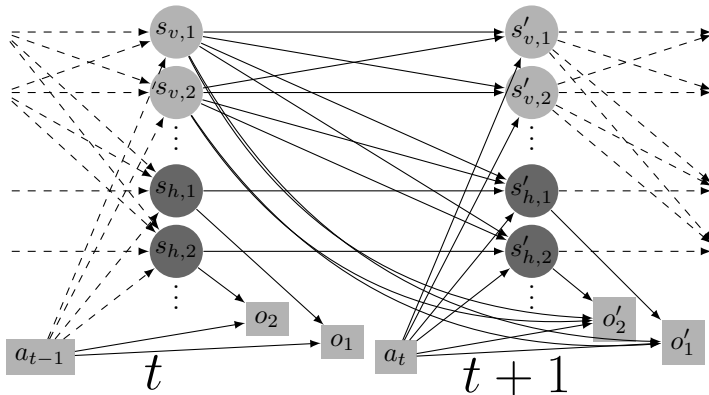 s_{v,1} s'_{v,1}
s_{v,2} s'_{v,2}
⋮ ⋮
s_{h,1} s'_{h,1}
s_{h,2} s'_{h,2}
⋮ ⋮
o_2 o'_2
o_1 o'_1
a_{t−1} a_t
t t + 1